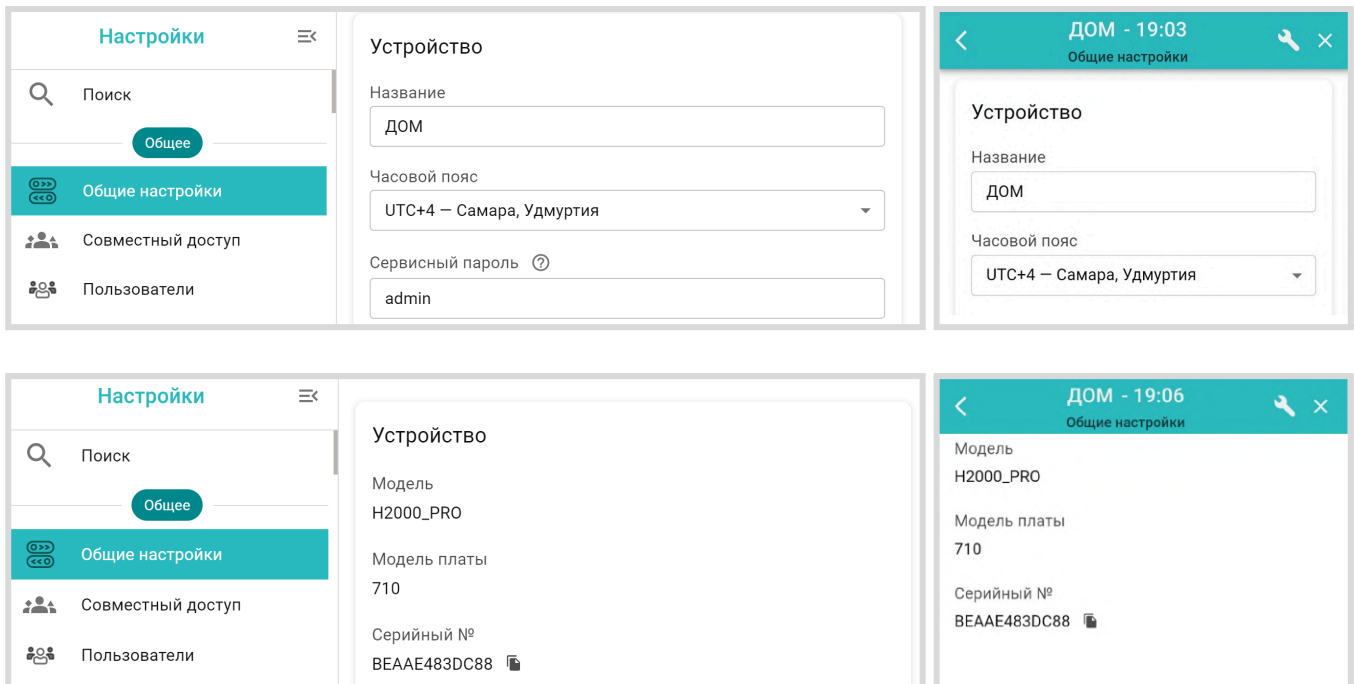 Настройки
Поиск
Общее
Общие настройки
Совместный доступ
Пользователи
Устройство
Название
ДОМ
Часовой пояс
UTC+4 — Самара, Удмуртия
Сервисный пароль
admin
ДОМ - 19:03
Общие настройки
Устройство
Название
ДОМ
Часовой пояс
UTC+4 — Самара, Удмуртия
Настройки
Поиск
Общее
Общие настройки
Совместный доступ
Пользователи
Устройство
Модель
H2000_PRO
Модель платы
710
Серийный №
BEAAE483DC88
ДОМ - 19:06
Общие настройки
Модель
H2000_PRO
Модель платы
710
Серийный №
BEAAE483DC88